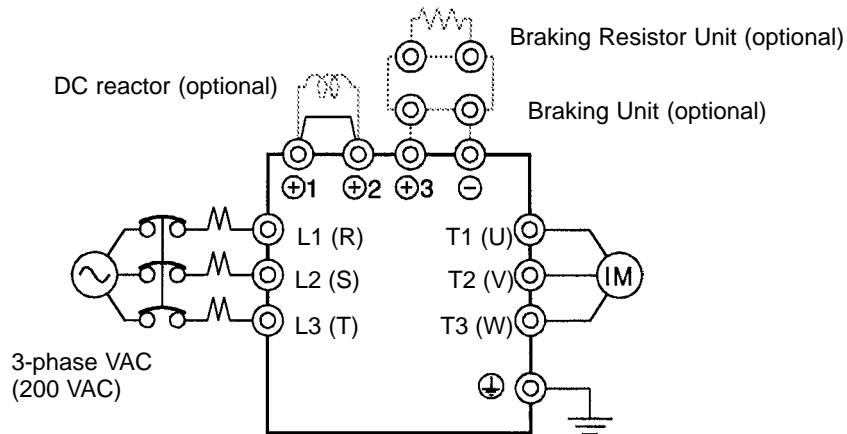 Braking Resistor Unit (optional)
DC reactor (optional)
Braking Unit (optional)
⊕1 ⊕2 ⊕3 ⊖
L1 (R)
T1 (U)
L2 (S)
T2 (V)
IM
L3 (T)
T3 (W)
3-phase VAC
(200 VAC)